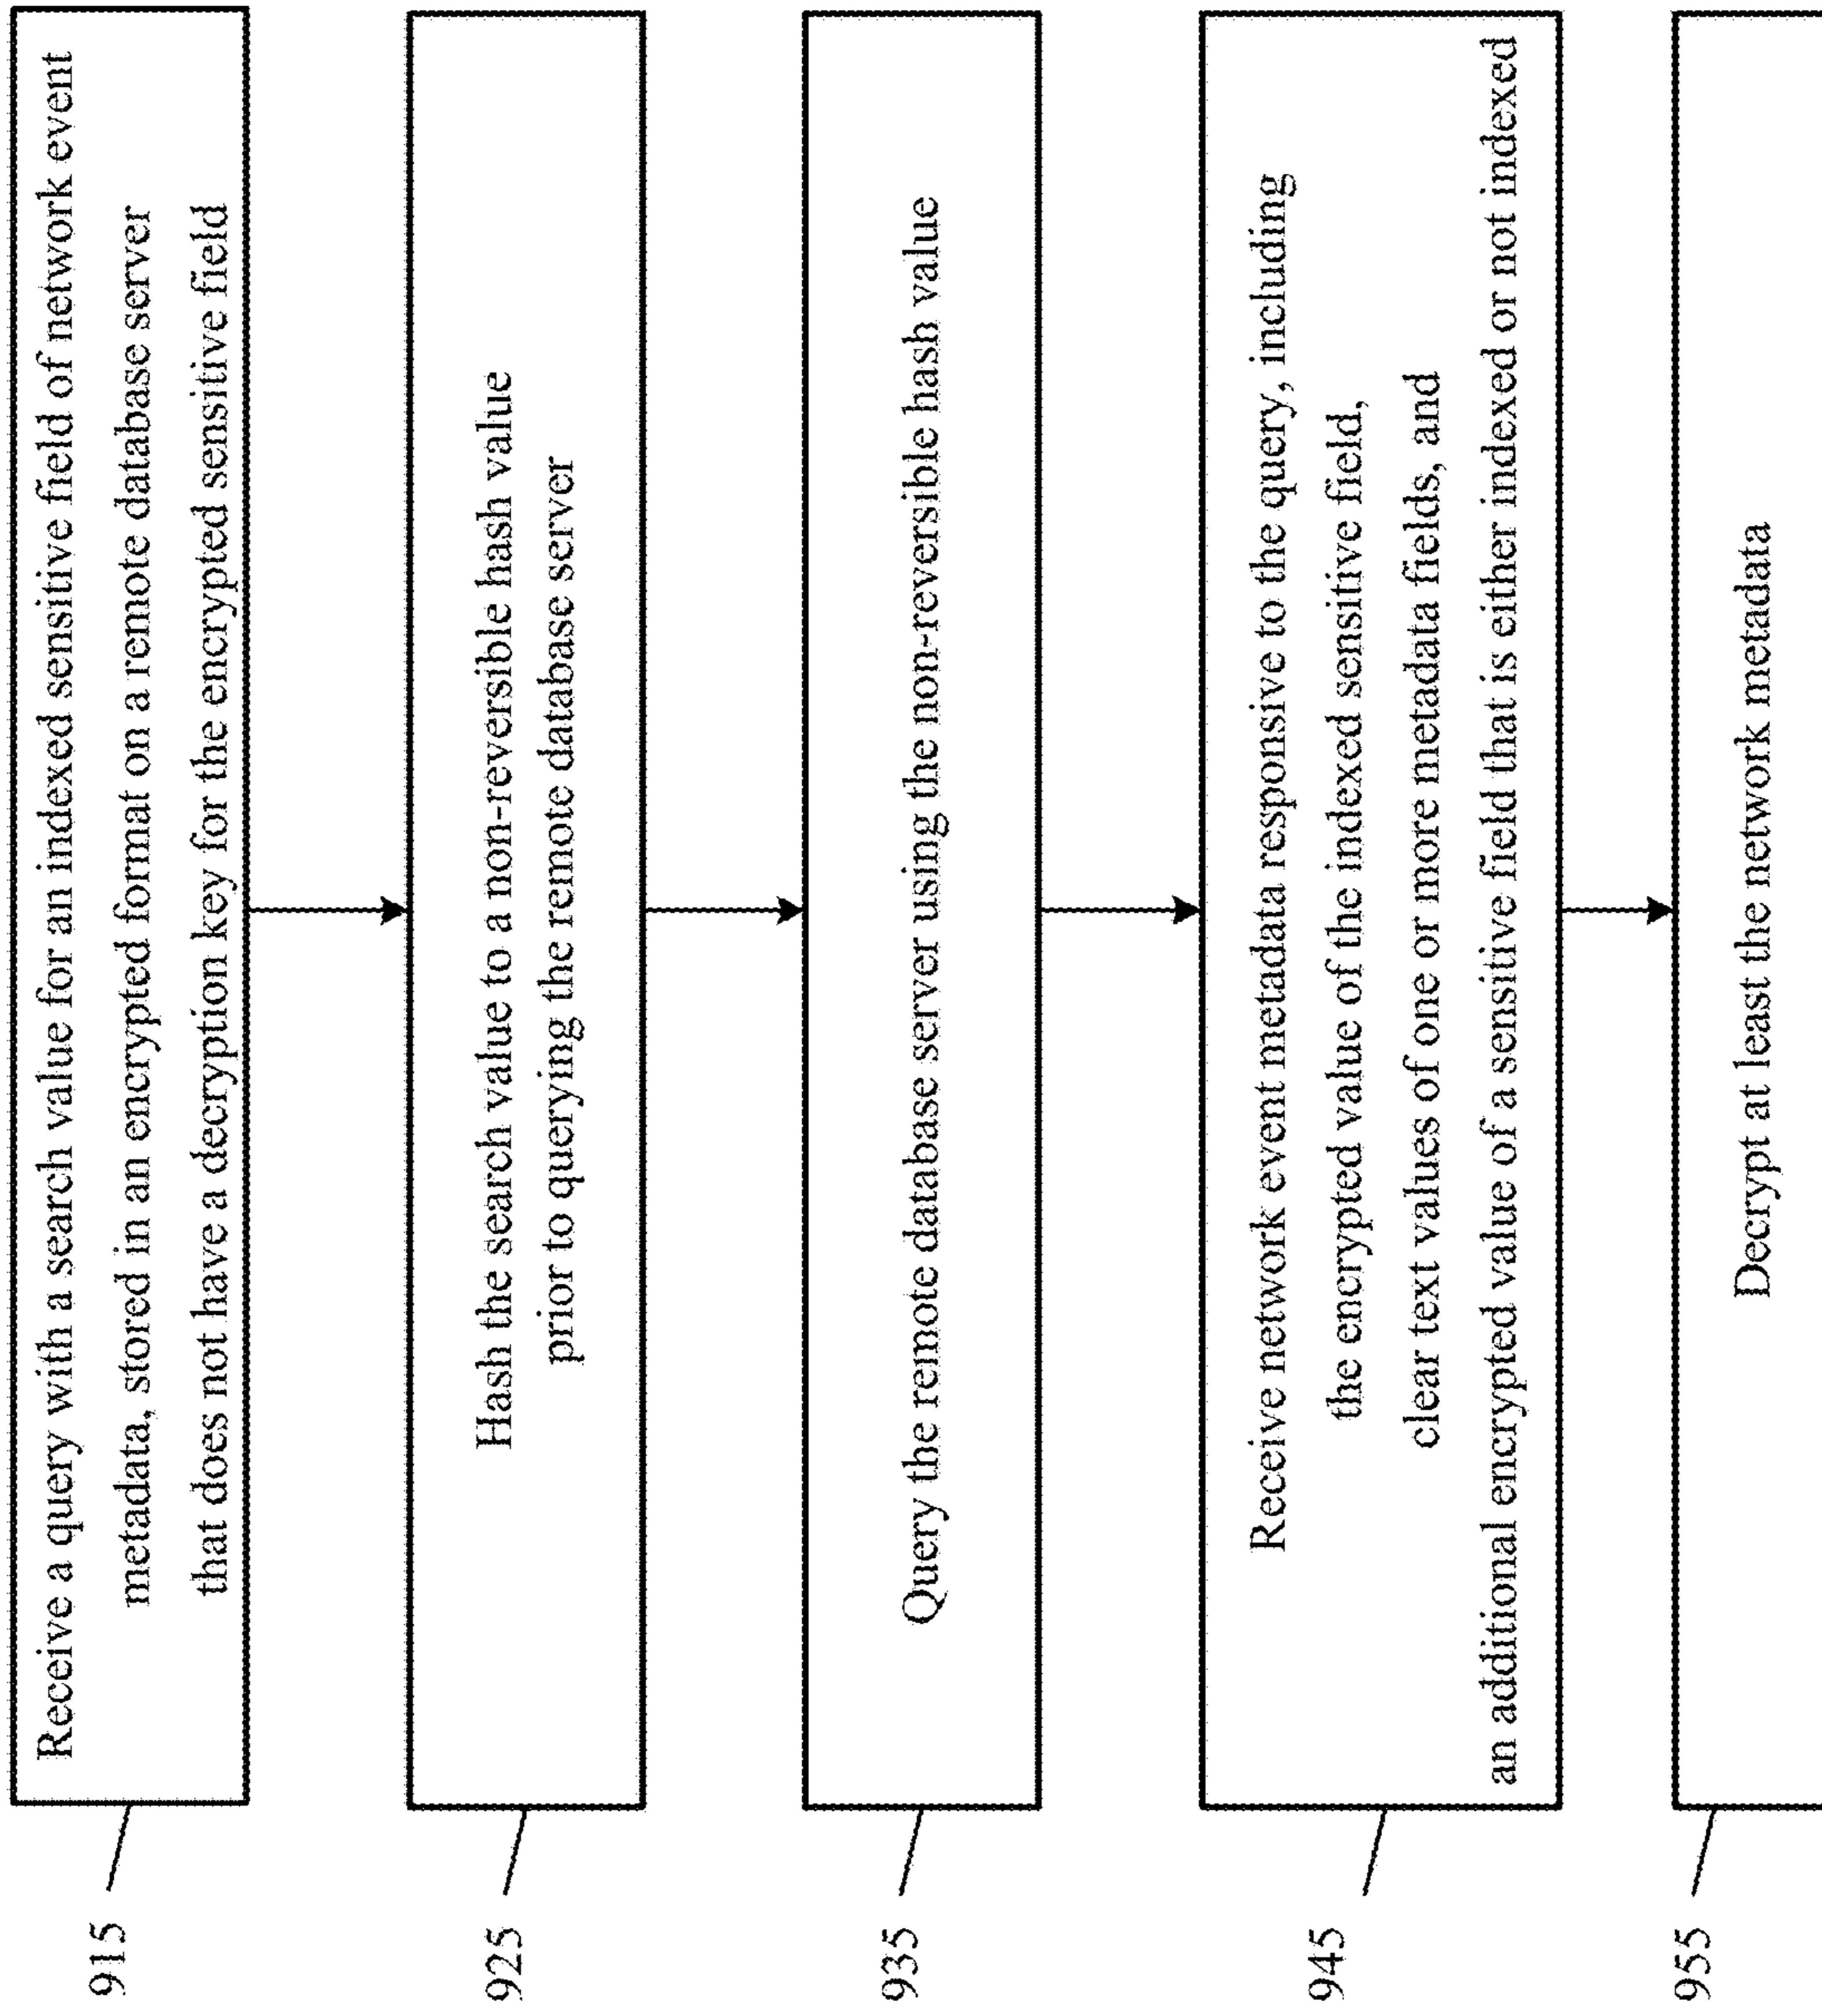 915
Receive a query with a search value for an indexed sensitive field of network event
metadata, stored in an encrypted format on a remote database server
that does not have a decryption key for the encrypted sensitive field
925
Hash the search value to a non-reversible hash value
prior to querying the remote database server
935
Query the remote database server using the non-reversible hash value
945
Receive network event metadata responsive to the query, including
the encrypted value of the indexed sensitive field,
clear text values of one or more metadata fields, and
an additional encrypted value of a sensitive field that is either indexed or not indexed
955
Decrypt at least the network metadata